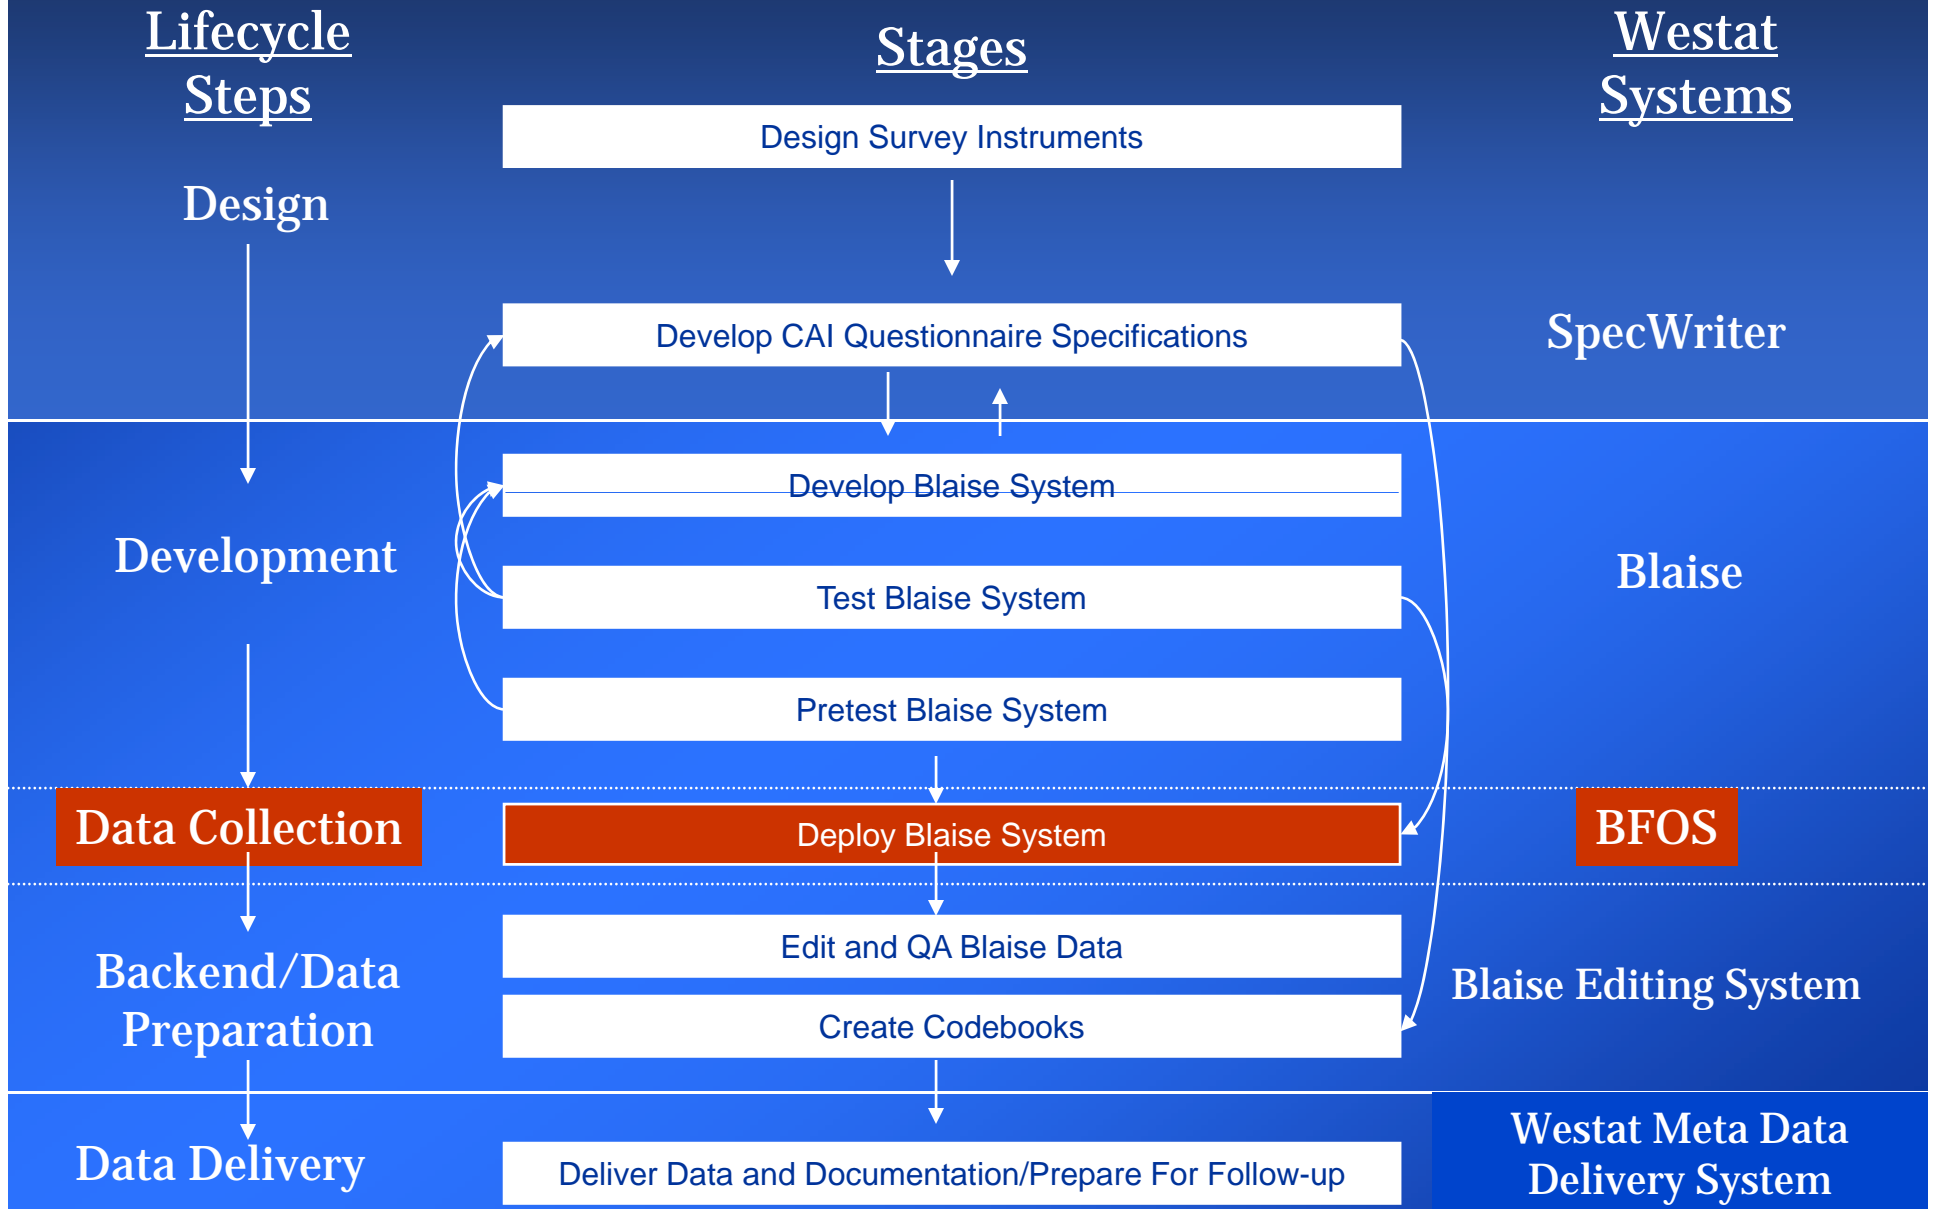 Lifecycle
Steps
Stages
Westat
Systems
Design Survey Instruments
Design
Develop CAI Questionnaire Specifications
SpecWriter
Develop Blaise System
Development
Blaise
Test Blaise System
Pretest Blaise System
Data Collection
Deploy Blaise System
BFOS
Edit and QA Blaise Data
Backend/Data
Preparation
Blaise Editing System
Create Codebooks
Data Delivery
Deliver Data and Documentation/Prepare For Follow-up
Westat Meta Data
Delivery System